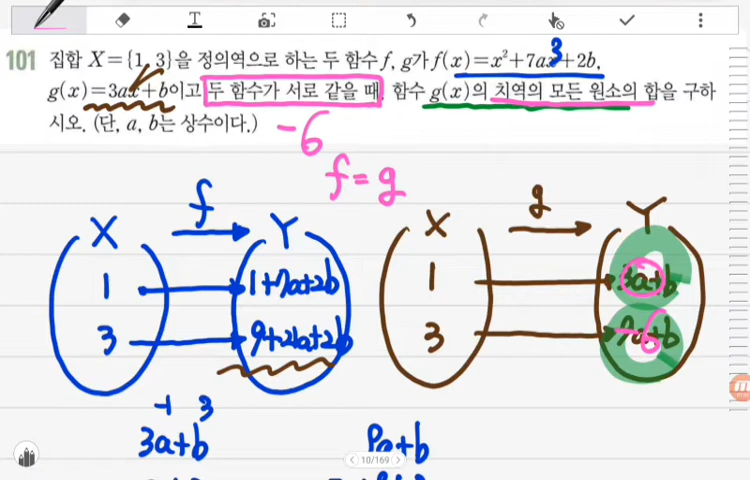 101 집합 X={1, 3}을 정의역으로 하는 두 함수 f, g가 f(x)=x²+7ax+2b,
3
g(x)=3ax+b이고 두 함수가 서로 같을 때, 함수 g(x)의 치역의 모든 원소의 합을 구하
시오. (단, a, b는 상수이다.)
-6
f=g
X f Y
1 1+7a+2b
3 9+21a+2b
X g Y
1 3a+b
3 -6
-1 3
3a+b
9a+b
10/169